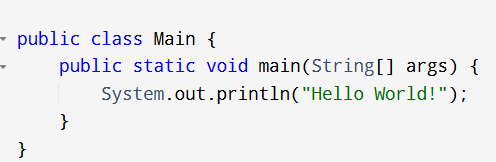 public class Main {
    public static void main(String[] args) {
        System.out.println("Hello World!");
    }
}